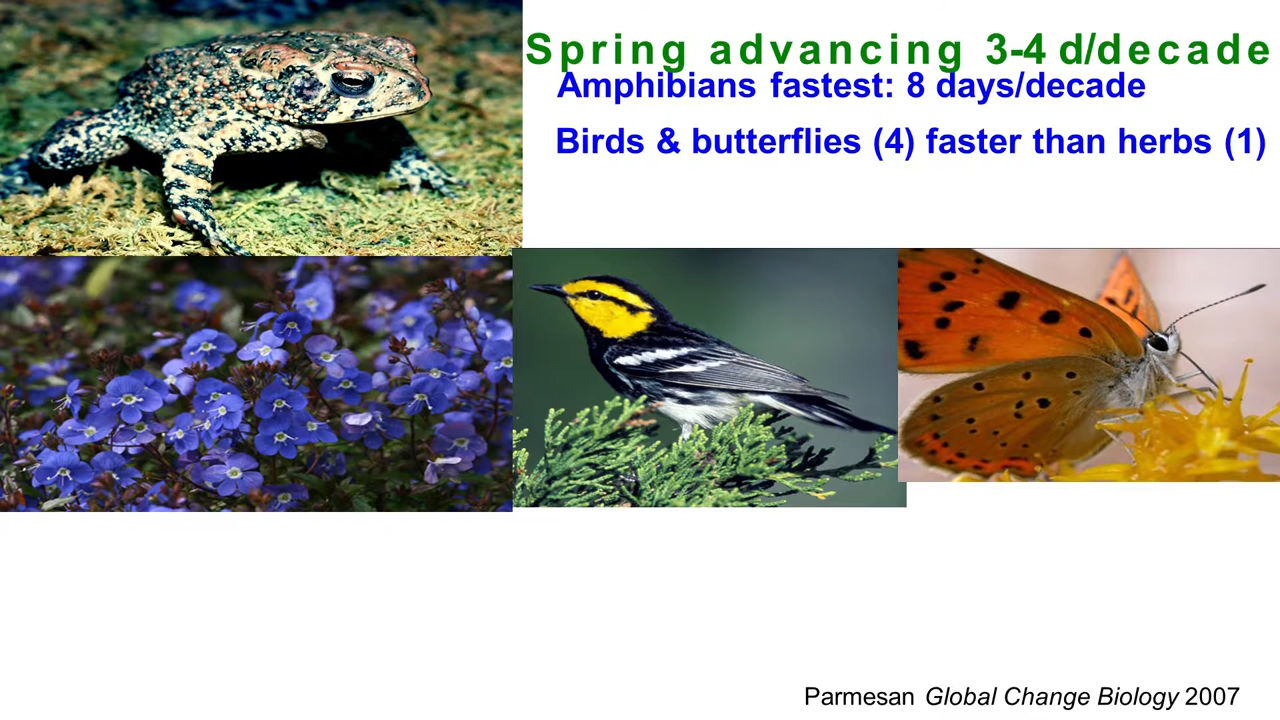 Spring advancing 3-4 d/decade
Amphibians fastest: 8 days/decade
Birds & butterflies (4) faster than herbs (1)
Parmesan Global Change Biology 2007